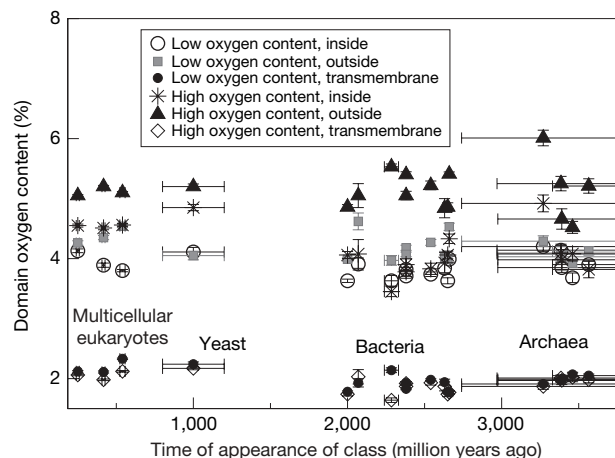 8
Low oxygen content, inside
Low oxygen content, outside
Low oxygen content, transmembrane
High oxygen content, inside
High oxygen content, outside
High oxygen content, transmembrane
6
Domain oxygen content (%)
4
Multicellular
eukaryotes
Yeast
Bacteria
Archaea
2
1,000
2,000
3,000
Time of appearance of class (million years ago)